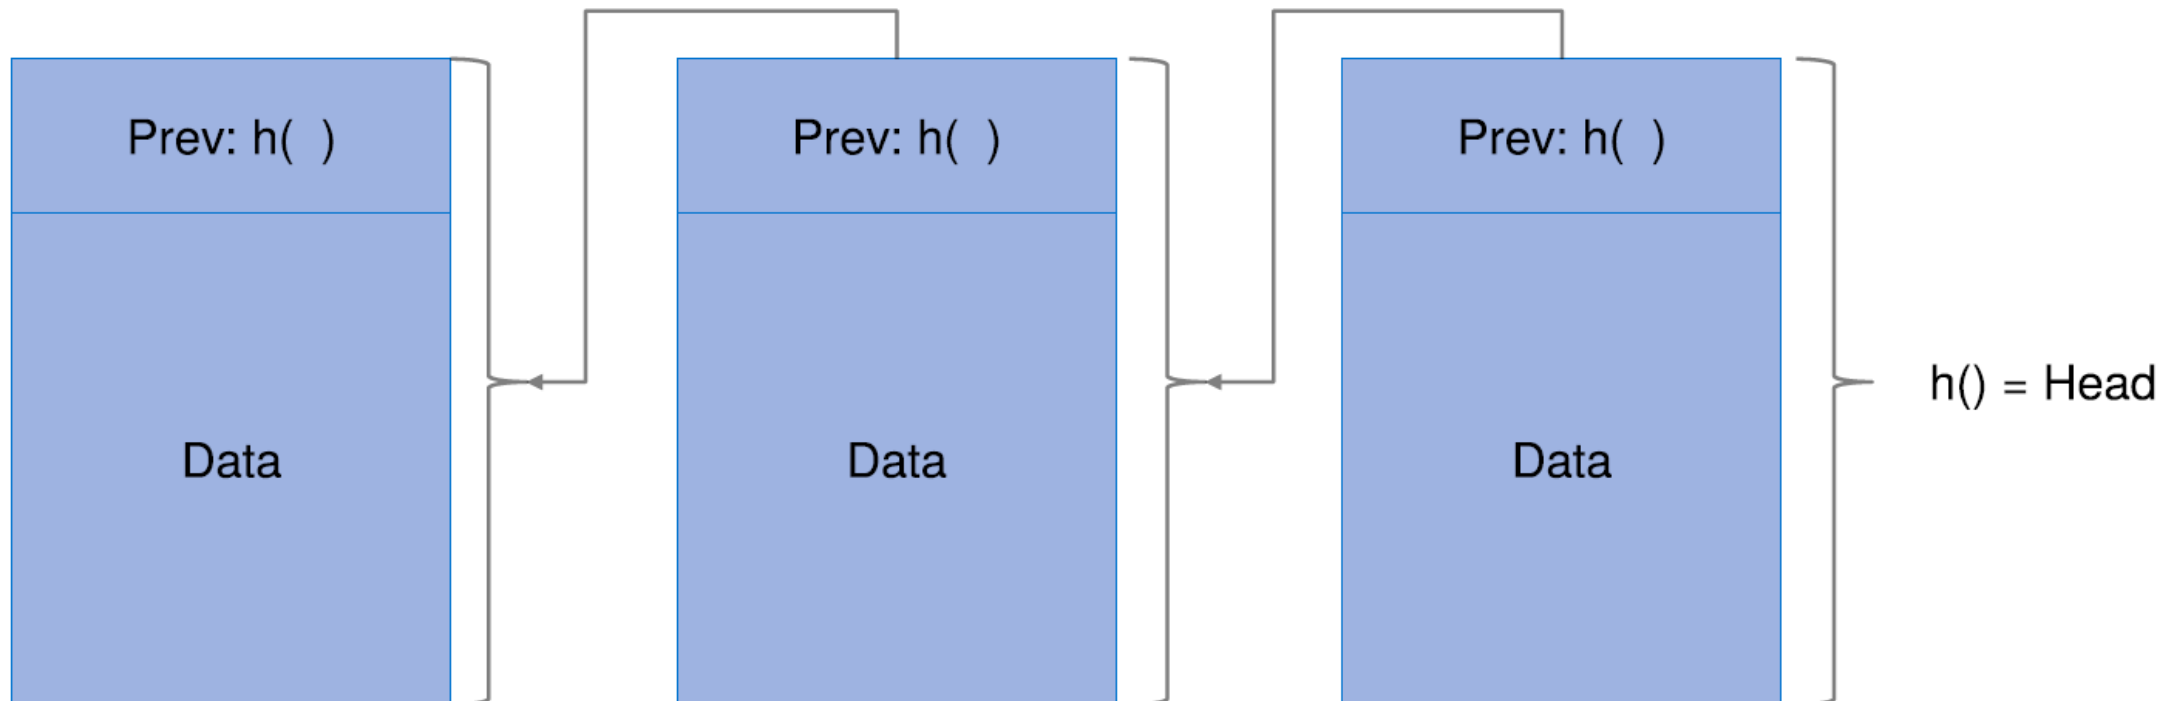 Prev: h(  )
Prev: h(  )
Prev: h(  )
h() = Head
Data
Data
Data